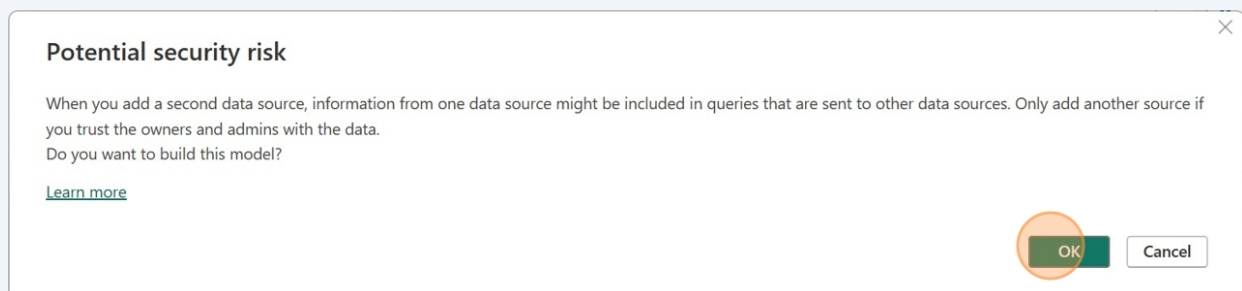 Potential security risk
When you add a second data source, information from one data source might be included in queries that are sent to other data sources. Only add another source if
you trust the owners and admins with the data.
Do you want to build this model?
Learn more
OK Cancel